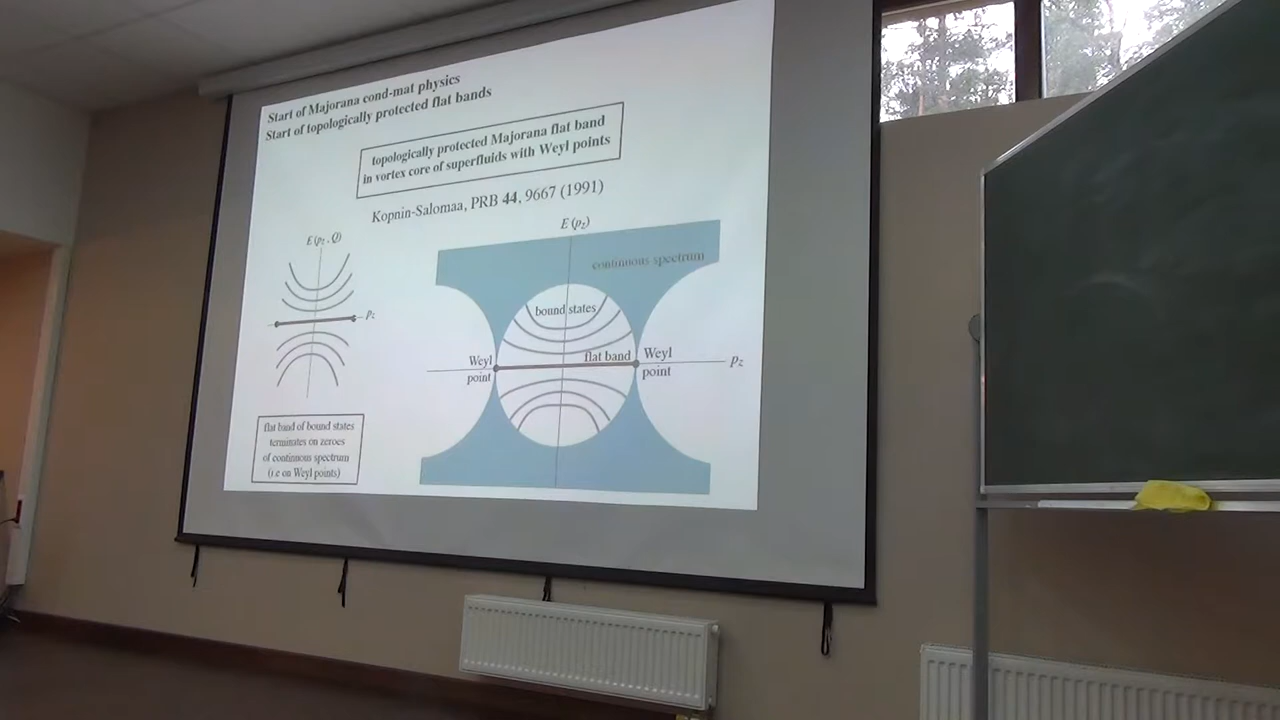 Start of Majorana cond-mat physics
Start of topologically protected flat bands
topologically protected Majorana flat band
in vortex core of superfluids with Weyl points
Kopnin-Salomaa, PRB 44, 9667 (1991)
E (pz , Q)
pz
flat band of bound states
terminates on zeroes
of continuous spectrum
(i.e on Weyl points)
E (pz)
continuous spectrum
bound states
flat band
Weyl
point
Weyl
point
pz